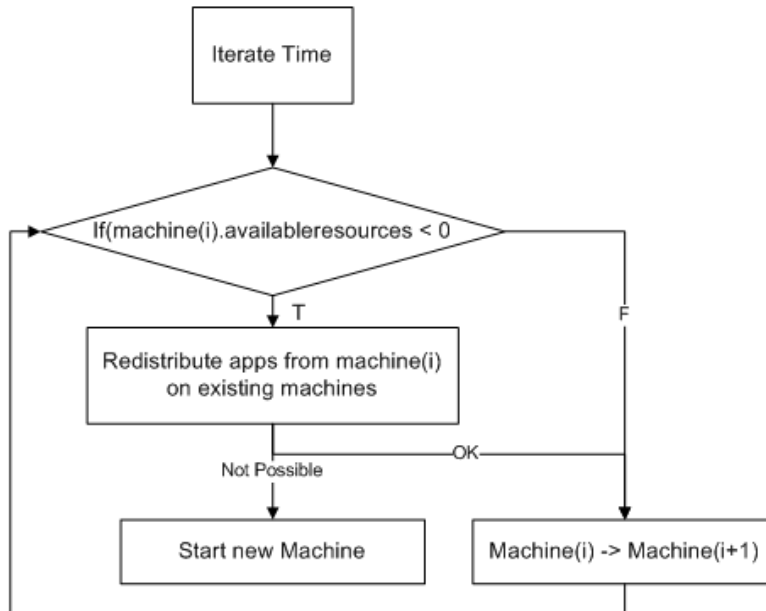 Iterate Time
If(machine(i).availableresources < 0
T
F
Redistribute apps from machine(i)
on existing machines
OK
Not Possible
Start new Machine
Machine(i) -> Machine(i+1)